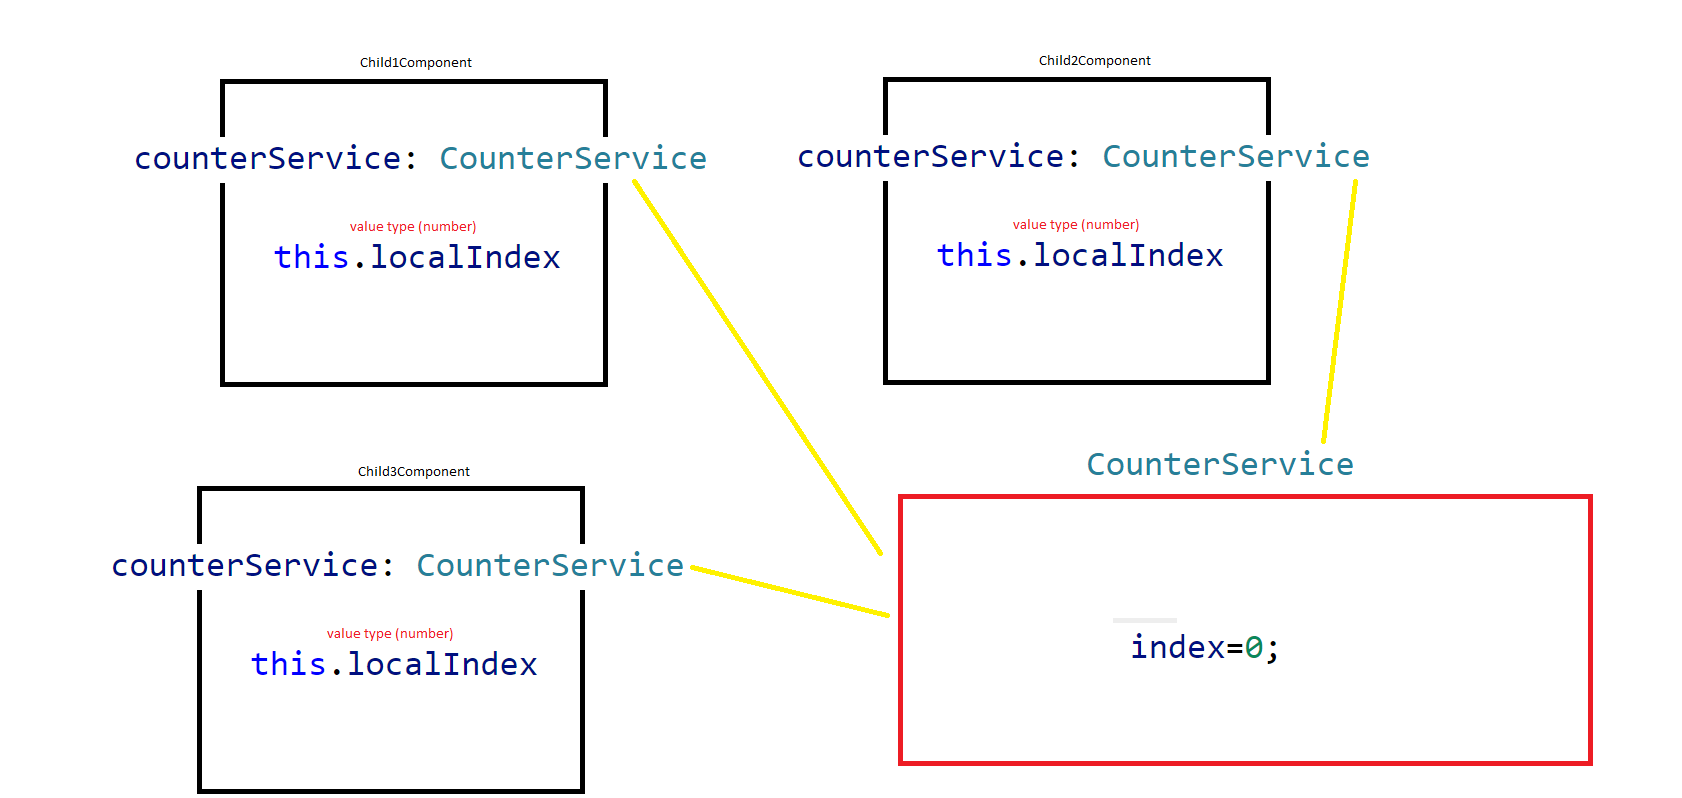 Child1Component
counterService: CounterService
value type (number)
this.localIndex
Child2Component
counterService: CounterService
value type (number)
this.localIndex
Child3Component
counterService: CounterService
value type (number)
this.localIndex
CounterService
index=0;